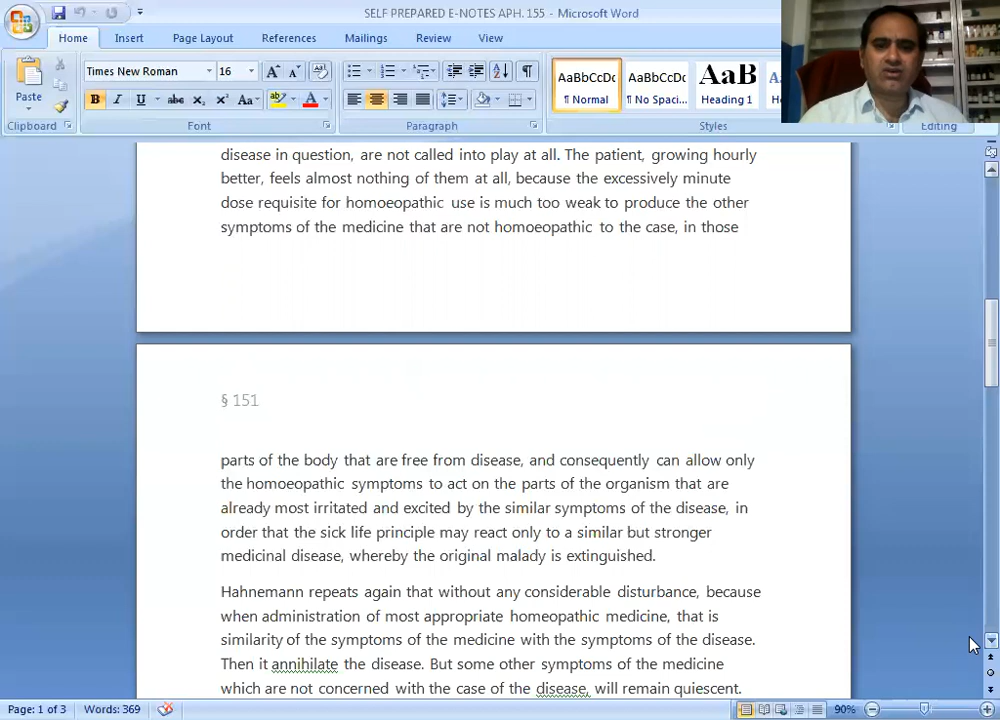 SELF PREPARED E-NOTES APH. 155 - Microsoft Word
Home Insert Page Layout References Mailings Review View
Times New Roman 16
Paste
B I U abc X₂ X² Aa A
AaBbCcDc AaBbCcDc AaBbC
¶ Normal ¶ No Spaci... Heading 1
Clipboard Font Paragraph Styles Editing
disease in question, are not called into play at all. The patient, growing hourly
better, feels almost nothing of them at all, because the excessively minute
dose requisite for homoeopathic use is much too weak to produce the other
symptoms of the medicine that are not homoeopathic to the case, in those
§ 151
parts of the body that are free from disease, and consequently can allow only
the homoeopathic symptoms to act on the parts of the organism that are
already most irritated and excited by the similar symptoms of the disease, in
order that the sick life principle may react only to a similar but stronger
medicinal disease, whereby the original malady is extinguished.
Hahnemann repeats again that without any considerable disturbance, because
when administration of most appropriate homeopathic medicine, that is
similarity of the symptoms of the medicine with the symptoms of the disease.
Then it annihilate the disease. But some other symptoms of the medicine
which are not concerned with the case of the disease, will remain quiescent.
Page: 1 of 3 Words: 369 90%